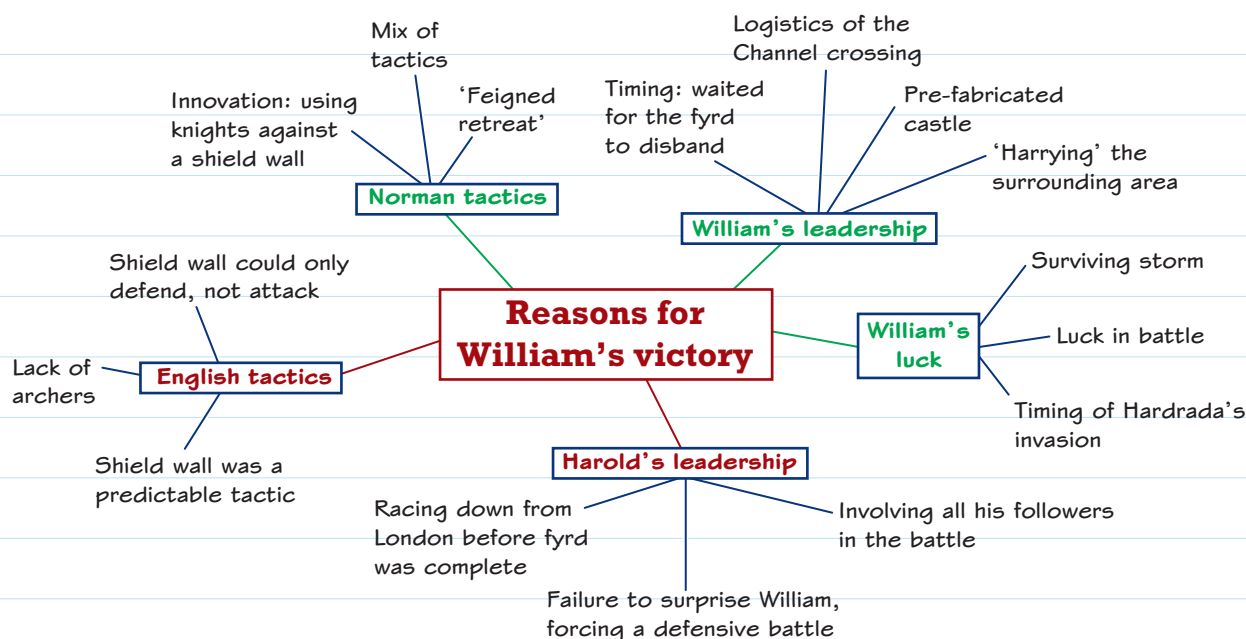 Mix of
tactics
Innovation: using
knights against
a shield wall
‘Feigned
retreat’
Norman tactics
Logistics of the
Channel crossing
Timing: waited
for the fyrd
to disband
Pre-fabricated
castle
‘Harrying’ the
surrounding area
William’s leadership
Shield wall could only
defend, not attack
Lack of
archers
English tactics
Shield wall was a
predictable tactic
Reasons for
William’s victory
Surviving storm
William’s
luck
Luck in battle
Timing of Hardrada’s
invasion
Harold’s leadership
Racing down from
London before fyrd
was complete
Involving all his followers
in the battle
Failure to surprise William,
forcing a defensive battle